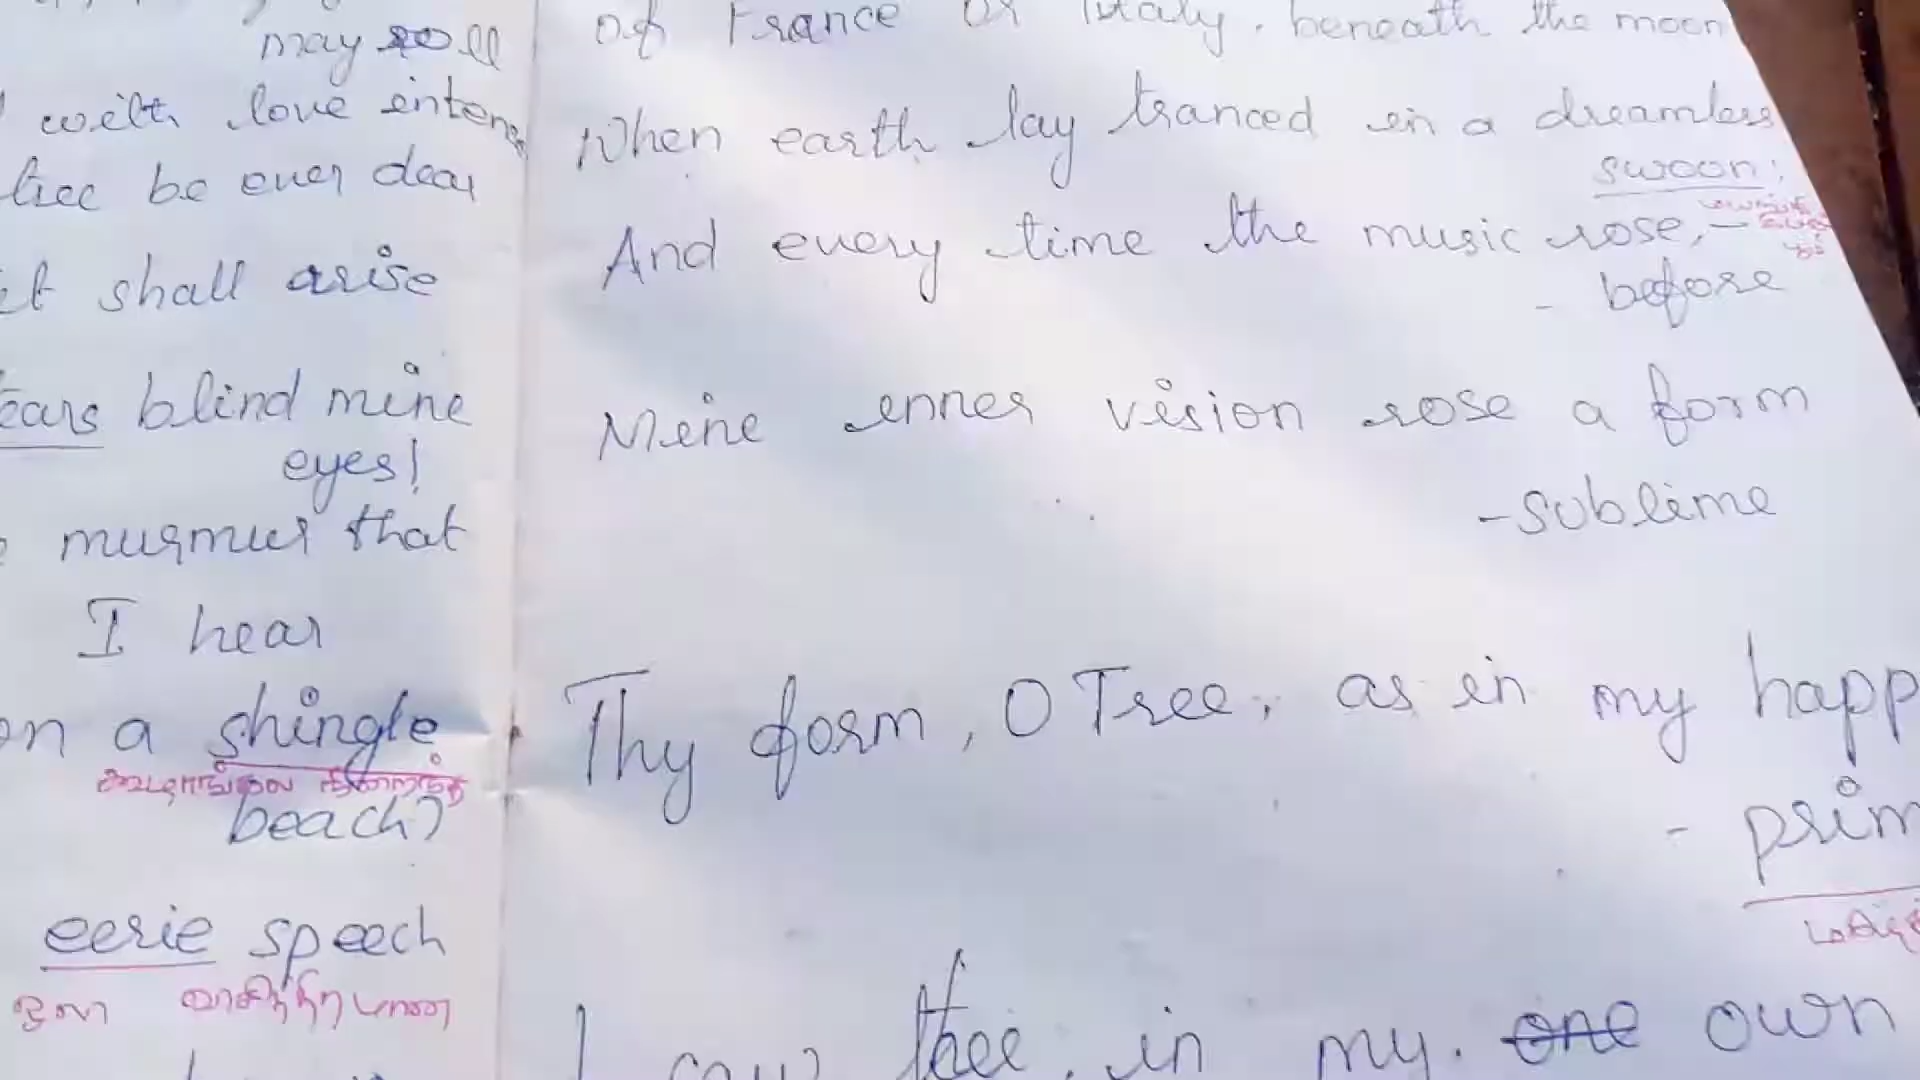 may roll
with love intense
tree be ever dear
shall arise
blind mine
eyes!
murmur that
I hear
on a shingle
beach?
eerie speech
of France or Italy, beneath the moon
When earth lay tranced in a dreamless
swoon;
And every time the music rose, -
- before
Mine inner vision rose a form
- sublime
Thy form, O Tree, as in my happ
- prim
I saw thee, in my one own